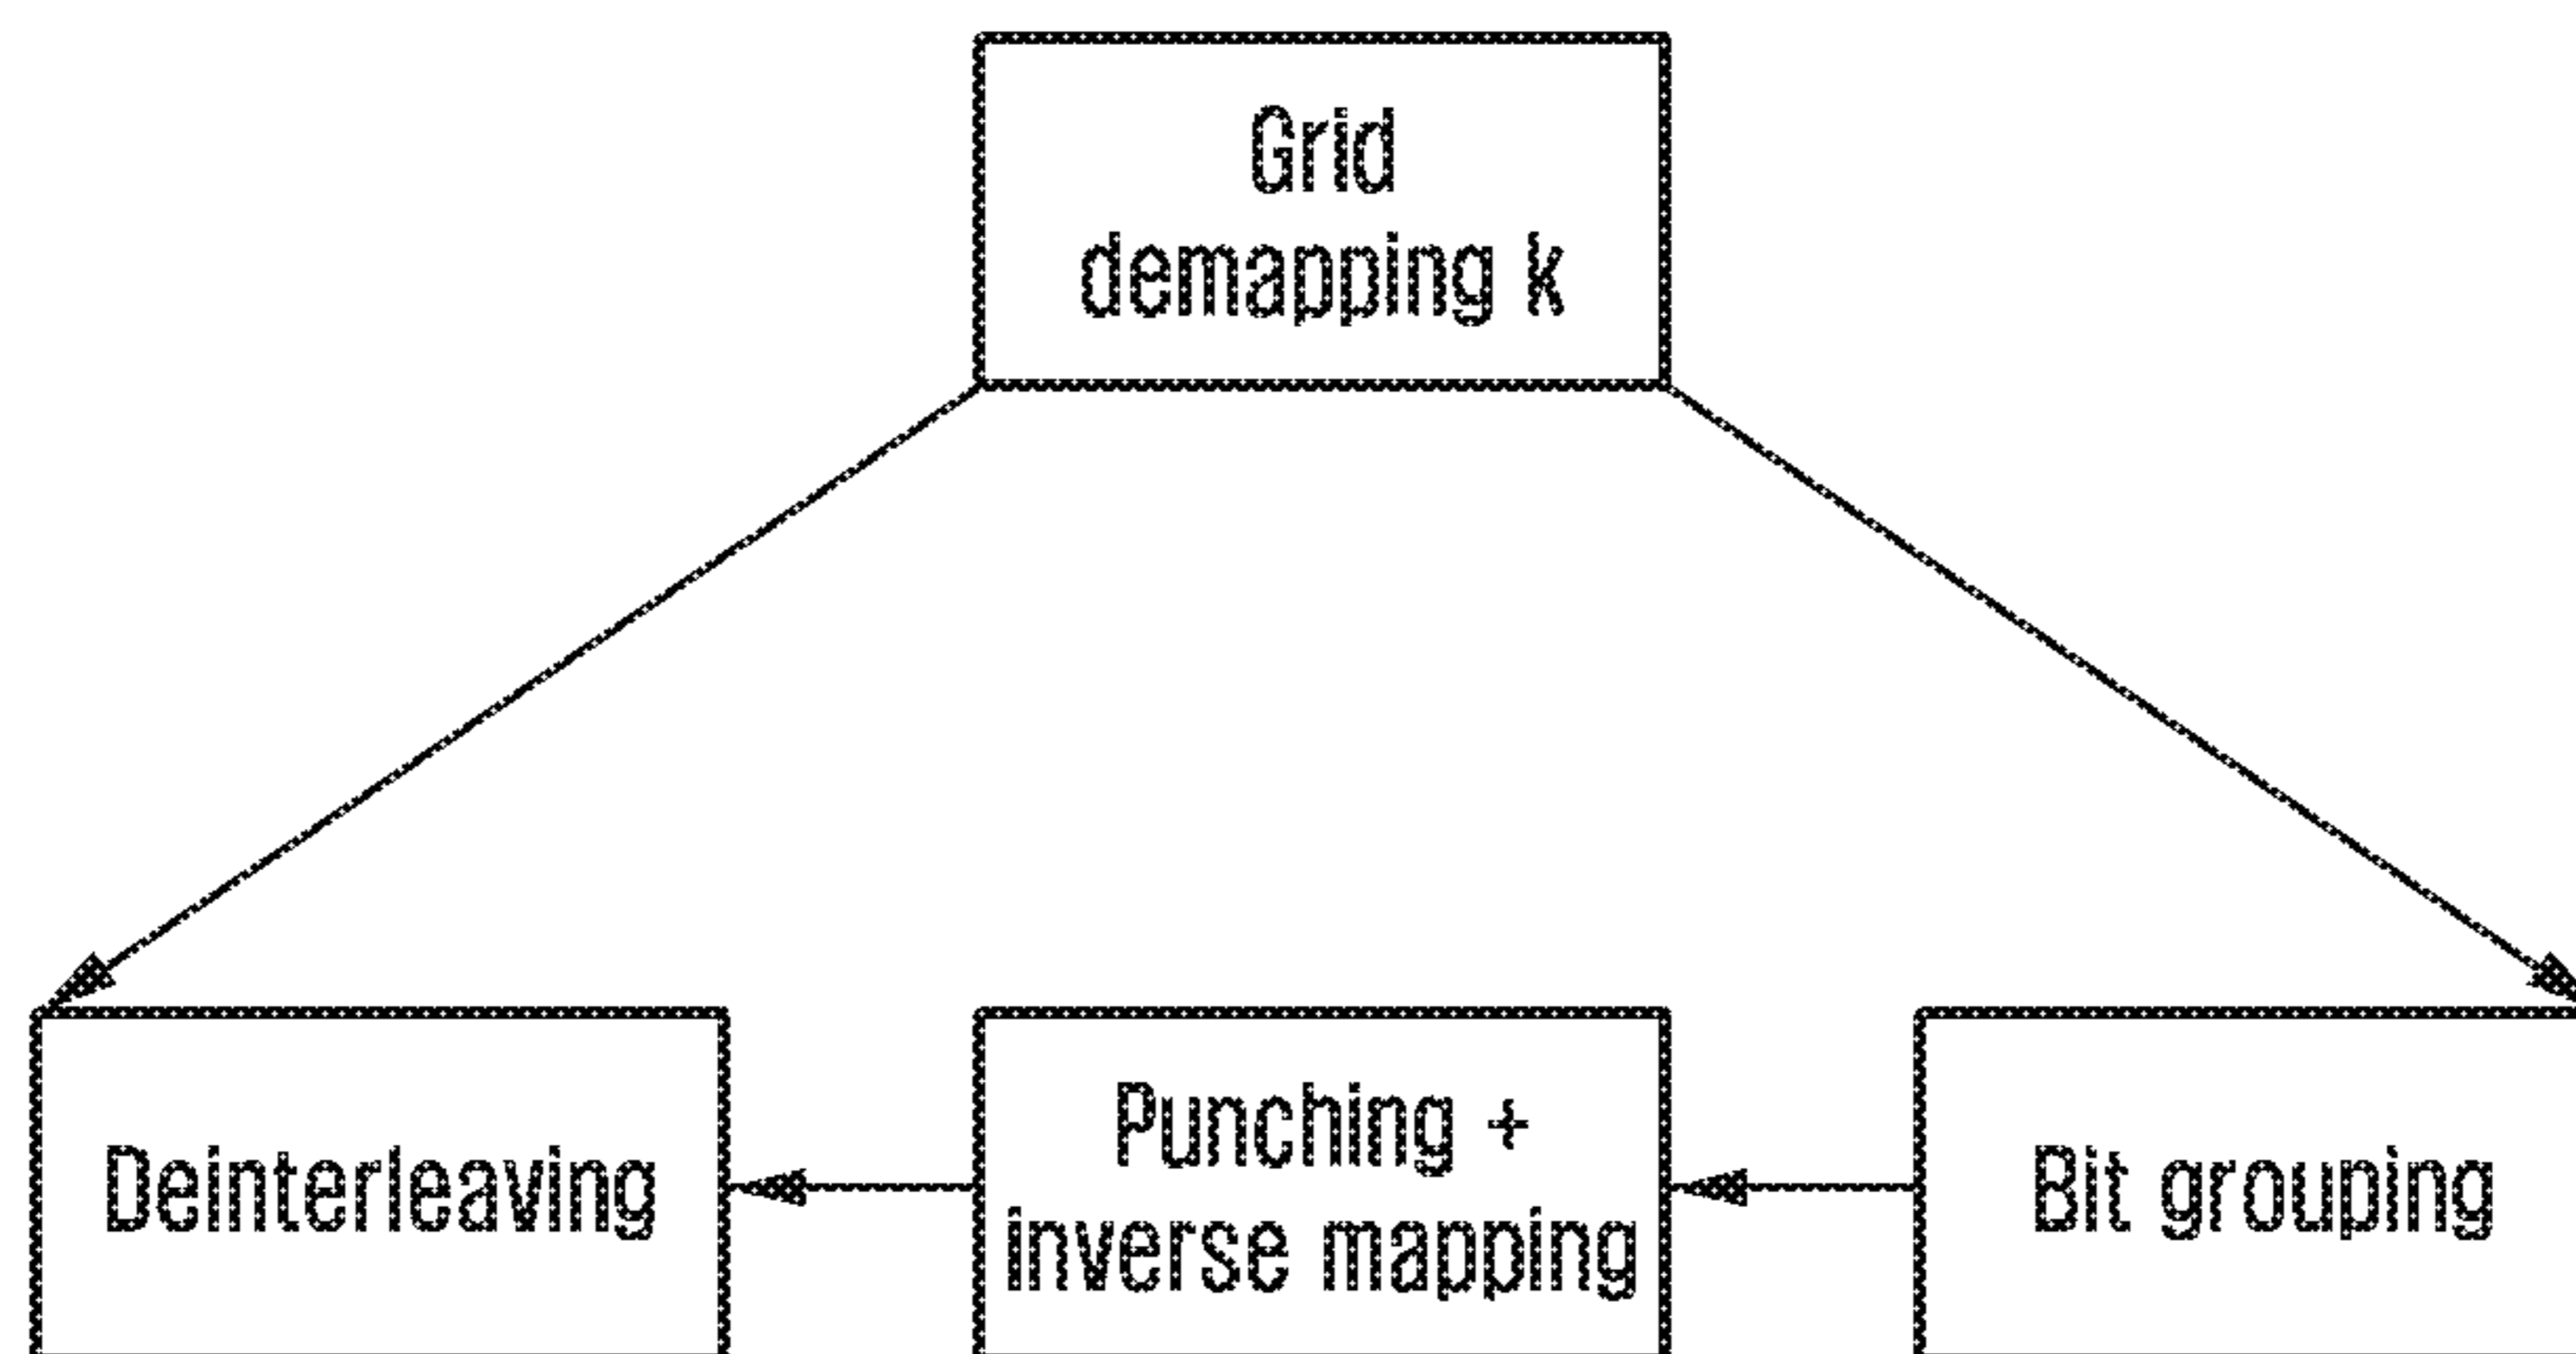 Grid
demapping k
Deinterleaving
Punching +
inverse mapping
Bit grouping